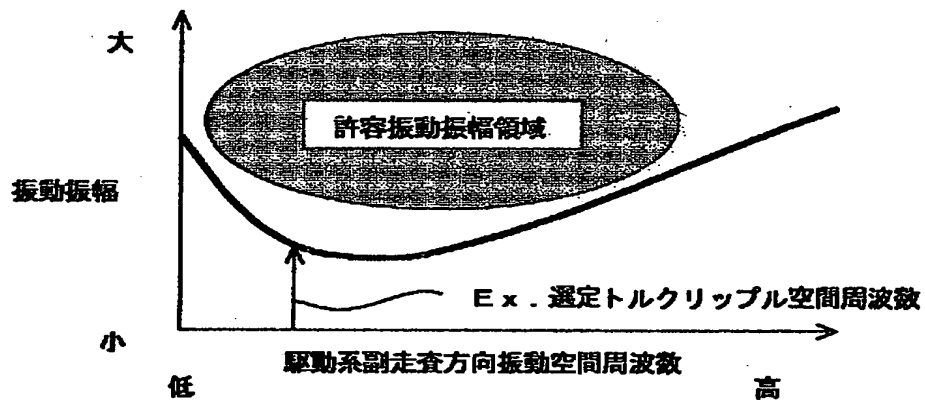 大
許容振動振幅領域
振動振幅
Ex．選定トルクリップル空間周波数
小
駆動系副走査方向振動空間周波数
低
高